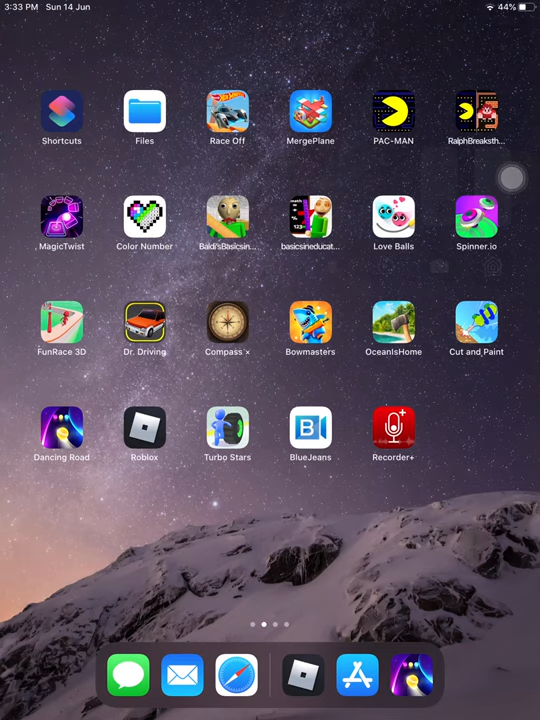 3:33 PM Sun 14 Jun
44%
Shortcuts
Files
Race Off
MergePlane
PAC-MAN
RalphBreaksth...
MagicTwist
Color Number
Baldi'sBasicsin...
basicsineducat...
Love Balls
Spinner.io
FunRace 3D
Dr. Driving
Compass ×
Bowmasters
OceanIsHome
Cut and Paint
Dancing Road
Roblox
Turbo Stars
BlueJeans
Recorder+